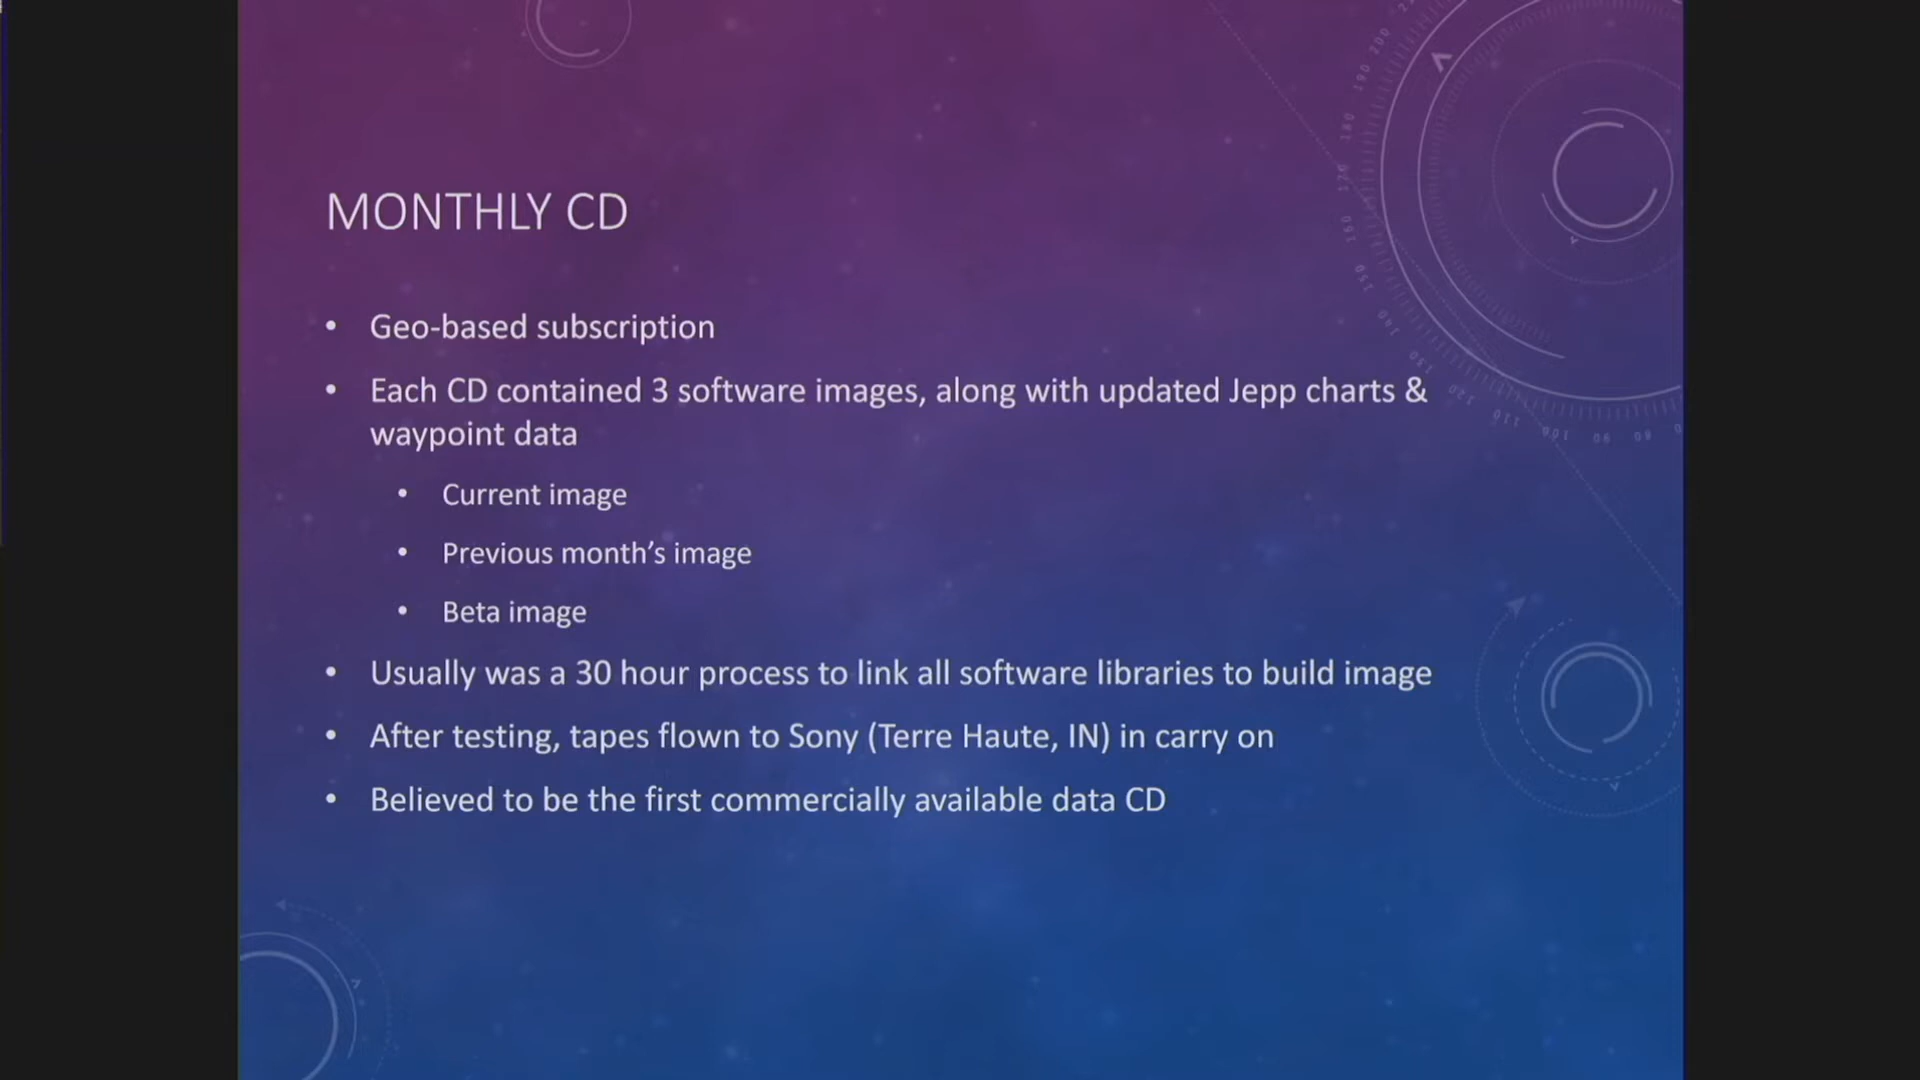 MONTHLY CD
• Geo-based subscription
• Each CD contained 3 software images, along with updated Jepp charts &
waypoint data
• Current image
• Previous month’s image
• Beta image
• Usually was a 30 hour process to link all software libraries to build image
• After testing, tapes flown to Sony (Terre Haute, IN) in carry on
• Believed to be the first commercially available data CD